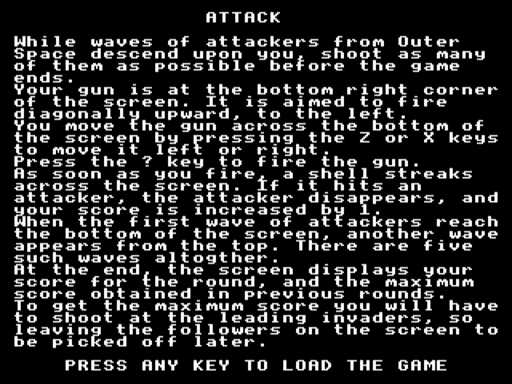 ATTACK
While waves of attackers from Outer
Space descend upon you, shoot as many
of them as possible before the game
ends.
Your gun is at the bottom right corner
of the screen. It is aimed to fire
diagonally upward, to the left.
You move the gun across the bottom of
the screen by pressing the Z or X keys
to move it left or right.
Press the ? key to fire the gun.
As soon as you fire, a shell streaks
across the screen. If it hits an
attacker, the attacker disappears, and
your score is increased by 1.
When the first wave of attackers reach
the bottom of the screen, another wave
appears from the top. There are five
such waves altogther.
At the end, the screen displays your
score for the round, and the maximum
score obtained in previous rounds.
To get the maximum score you will have
to shoot at the leading invaders, so
leaving the followers on the screen to
be picked off later.
PRESS ANY KEY TO LOAD THE GAME